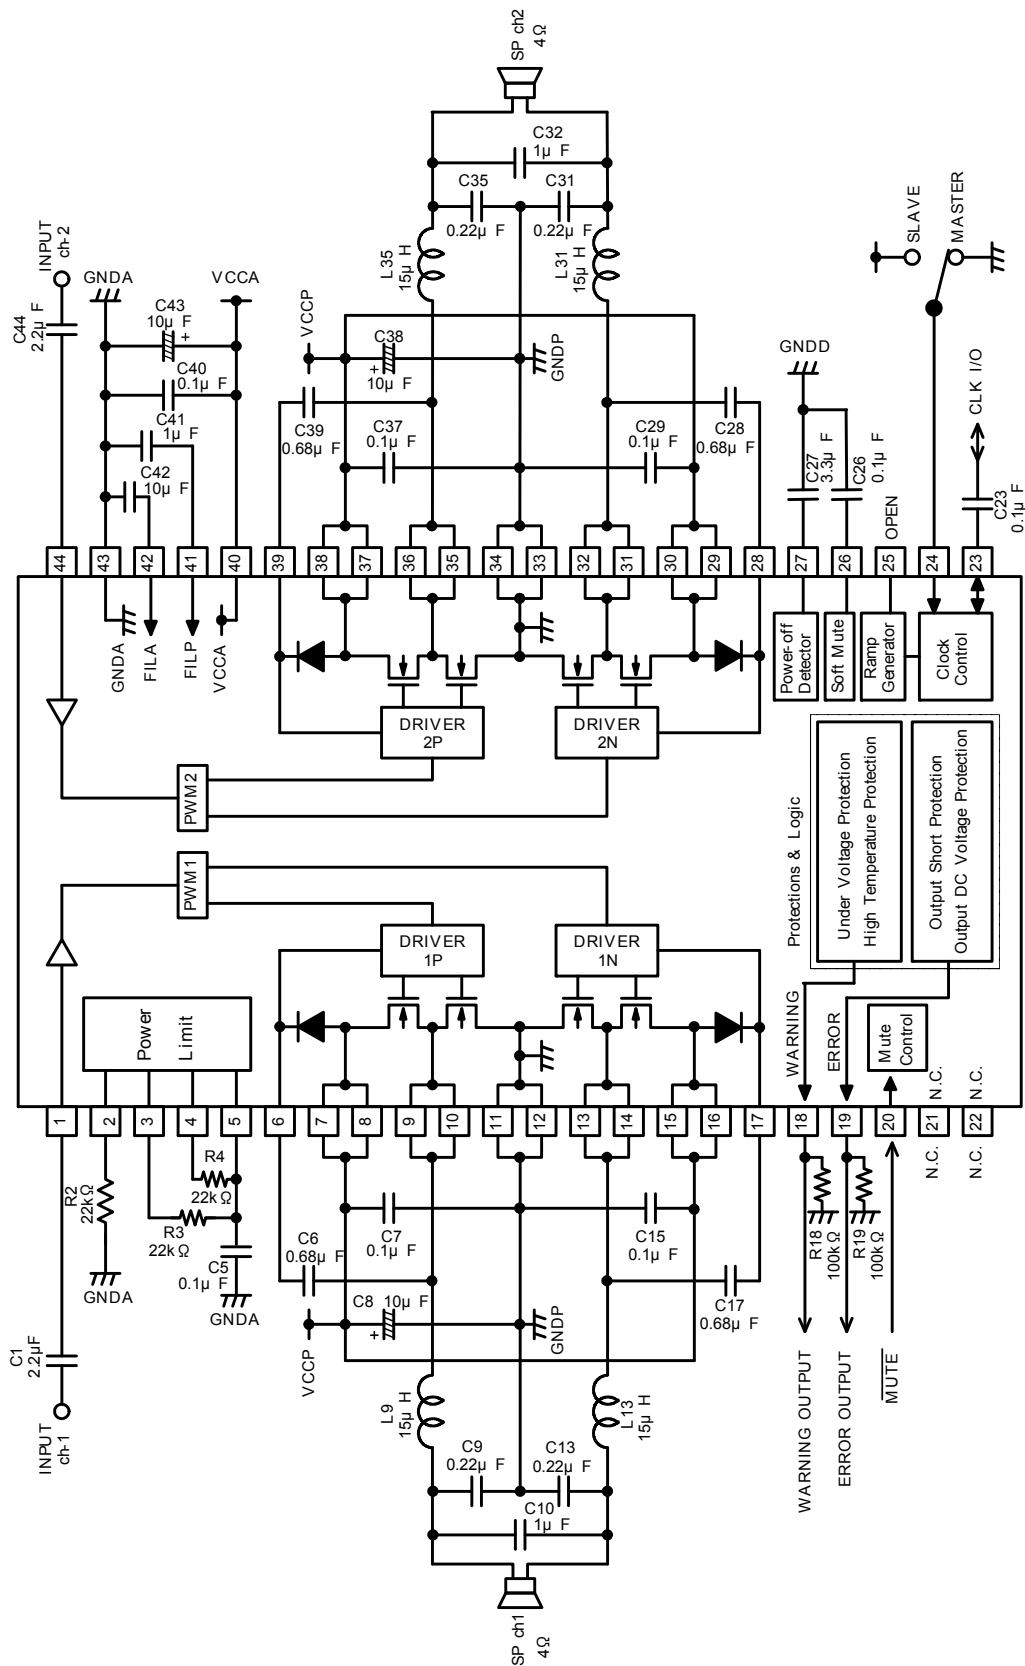 SP ch2
4Ω
C32
1µ F
C35
0.22µ F
C31
0.22µ F
L35
15µ H
L31
15µ H
SLAVE
MASTER
INPUT
ch-2
C44
2.2µ F
GNDA
VCCA
C43
10µ F
+
C40
0.1µ F
C41
1µ F
C42
10µ F
VCCP
C38
+
10µ F
GNDP
C39
0.68µ F
C37
0.1µ F
C29
0.1µ F
C28
0.68µ F
GNDD
C27
3.3µ F
C26
0.1µ F
OPEN
CLK I/O
C23
0.1µ F
44
43
42
41
40
39
38
37
36
35
34
33
32
31
30
29
28
27
26
25
24
23
GNDA
FILA
FILP
VCCA
DRIVER
2P
DRIVER
2N
Power-off
Detector
Soft Mute
Ramp
Generator
Clock
Control
PWM2
PWM1
Protections & Logic
Under Voltage Protection
High Temperature Protection
Output Short Protection
Output DC Voltage Protection
DRIVER
1P
DRIVER
1N
Power
Limit
WARNING
ERROR
Mute
Control
N.C.
N.C.
1
2
3
4
5
6
7
8
9
10
11
12
13
14
15
16
17
18
19
20
21
22
N.C.
N.C.
R2
22kΩ
R4
22kΩ
R3
22kΩ
C5
0.1µ F
GNDA
GNDA
C6
0.68µ F
C7
0.1µ F
C8 10µ F
+
VCCP
GNDP
C15
0.1µ F
C17
0.68µ F
R18
100kΩ
R19
100kΩ
C1
2.2µF
INPUT
ch-1
L9
15µ H
L13
15µ H
C9
0.22µ F
C13
0.22µ F
C10
1µ F
WARNING OUTPUT
ERROR OUTPUT
MUTE
SP ch1
4Ω